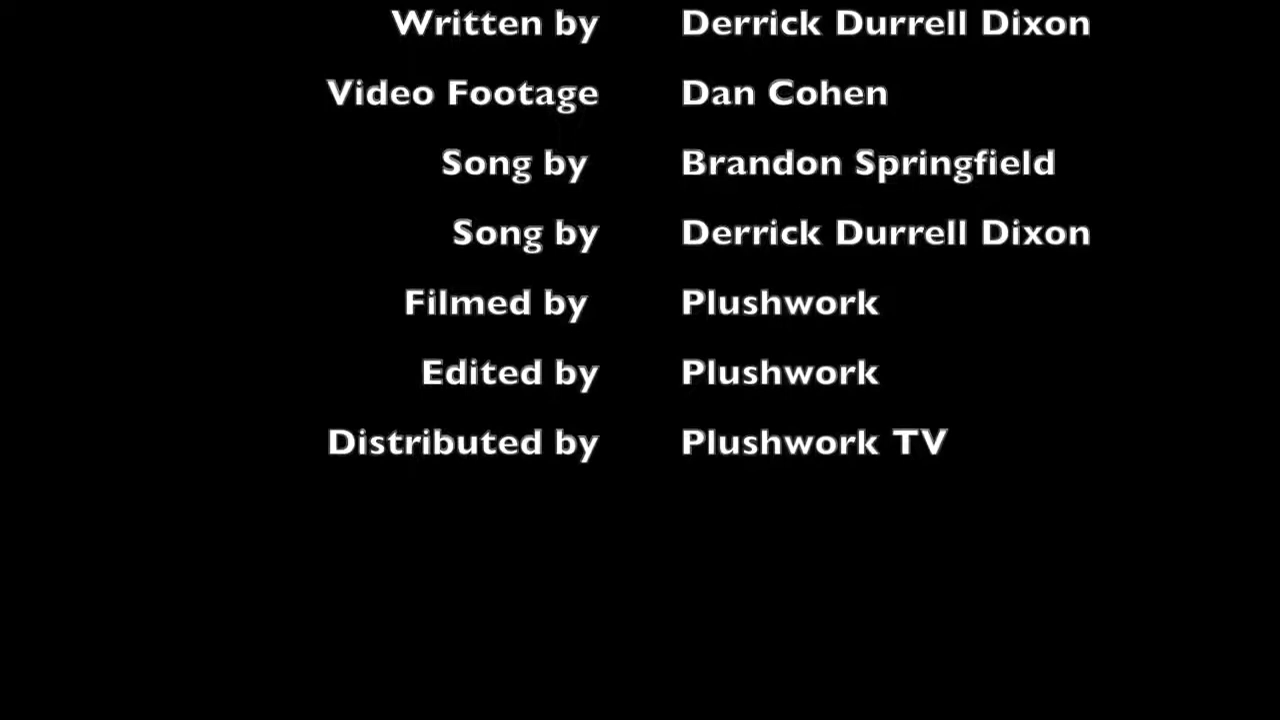 Written by Derrick Durrell Dixon
Video Footage Dan Cohen
Song by Brandon Springfield
Song by Derrick Durrell Dixon
Filmed by Plushwork
Edited by Plushwork
Distributed by Plushwork TV